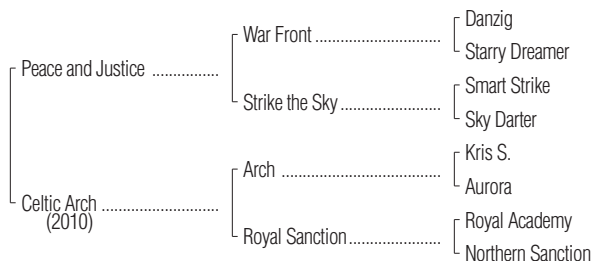 Danzig
War Front ........................
Starry Dreamer
Peace and Justice ...............
Smart Strike
Strike the Sky ...................
Sky Darter
Kris S.
Arch ..............................
Aurora
Celtic Arch ..........................
(2010)
Royal Academy
Royal Sanction.....................
Northern Sanction